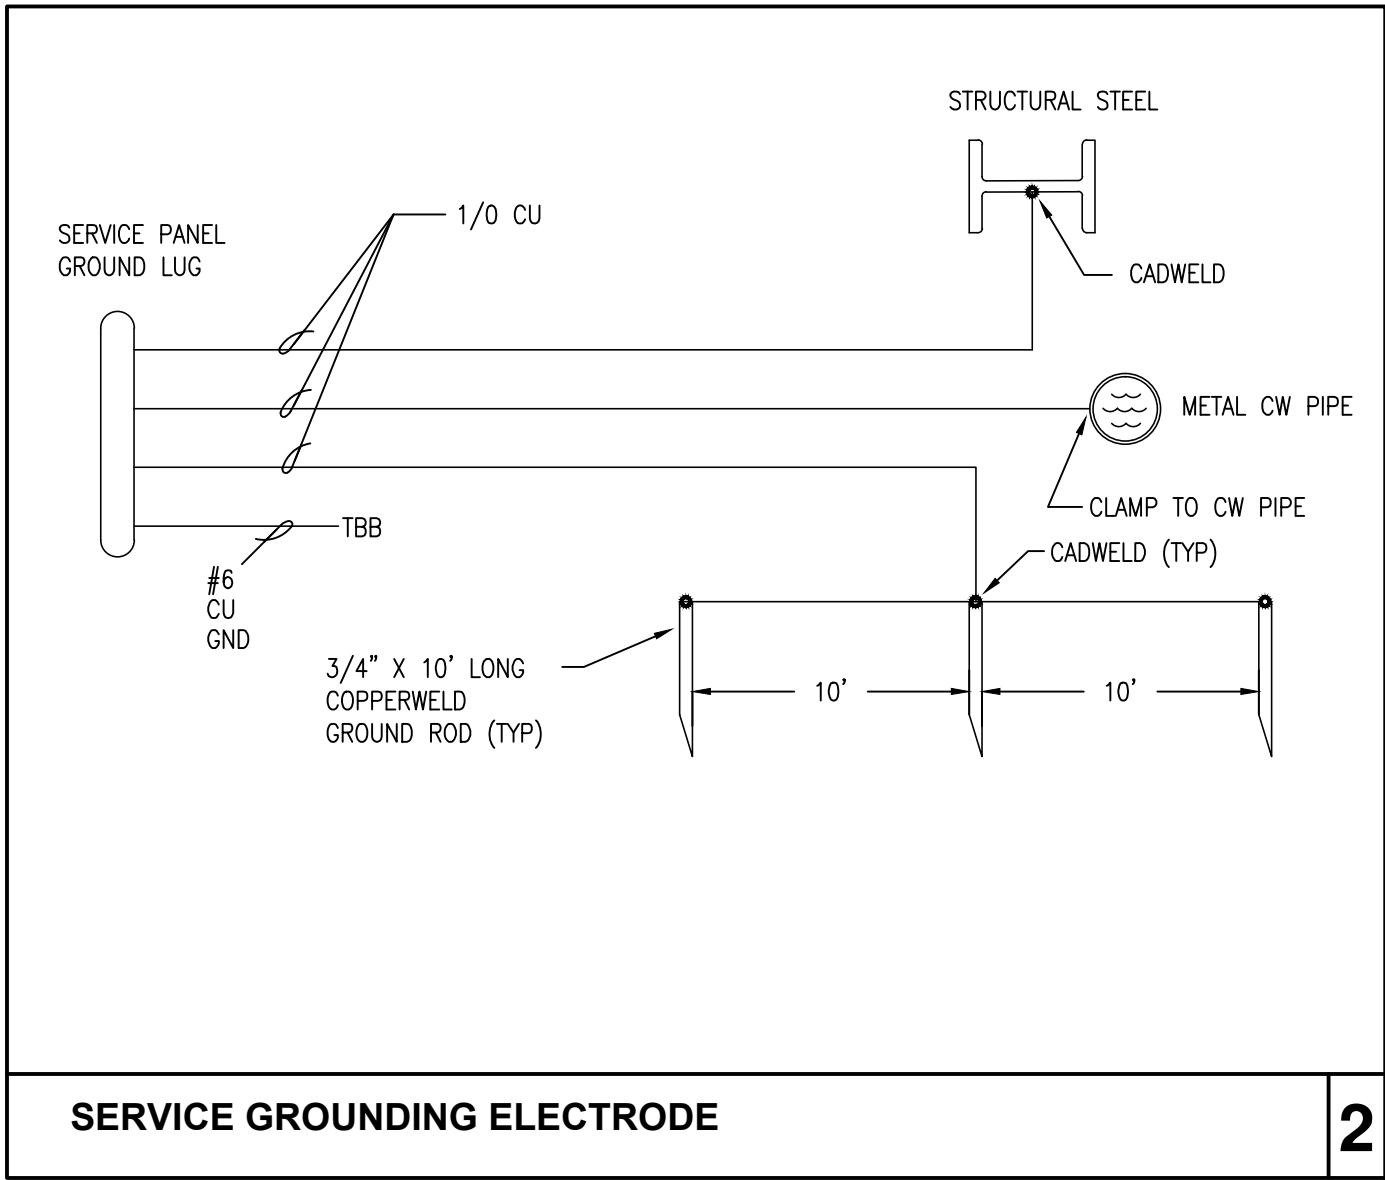 STRUCTURAL STEEL
1/0 CU
SERVICE PANEL
GROUND LUG
CADWELD
METAL CW PIPE
CLAMP TO CW PIPE
TBB
CADWELD (TYP)
#6
CU
GND
3/4" X 10' LONG
COPPERWELD
GROUND ROD (TYP)
10'
10'
SERVICE GROUNDING ELECTRODE
2